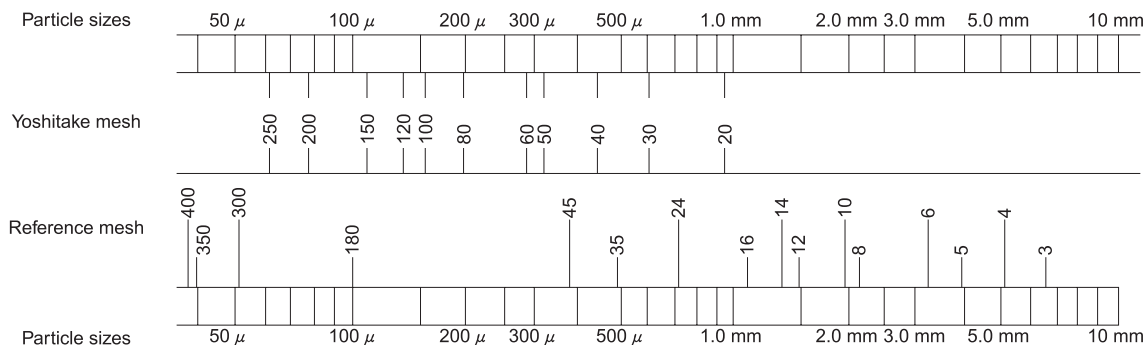 Particle sizes 50 μ 100 μ 200 μ 300 μ 500 μ 1.0 mm 2.0 mm 3.0 mm 5.0 mm 10 mm
Yoshitake mesh 250 200 150 120 100 80 60 50 40 30 20
Reference mesh 400 350 300 180 45 35 24 16 14 12 10 8 6 5 4 3
Particle sizes 50 μ 100 μ 200 μ 300 μ 500 μ 1.0 mm 2.0 mm 3.0 mm 5.0 mm 10 mm